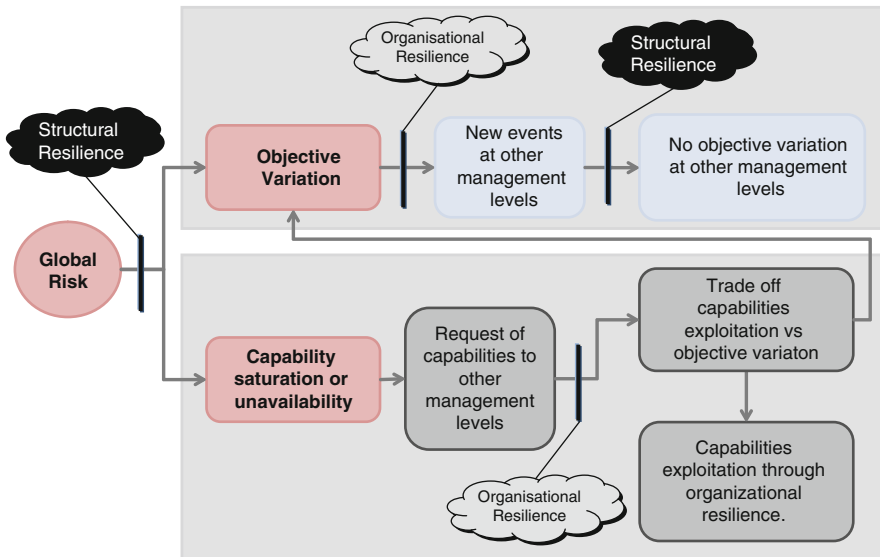 Organisational
Resilience
Structural
Resilience
Structural
Resilience
Objective
Variation
New events
at other
management
levels
No objective variation
at other management
levels
Global
Risk
Capability
saturation or
unavailability
Request of
capabilities to
other
management
levels
Trade off
capabilities
exploitation vs
objective variaton
Organisational
Resilience
Capabilities
exploitation through
organizational
resilience.